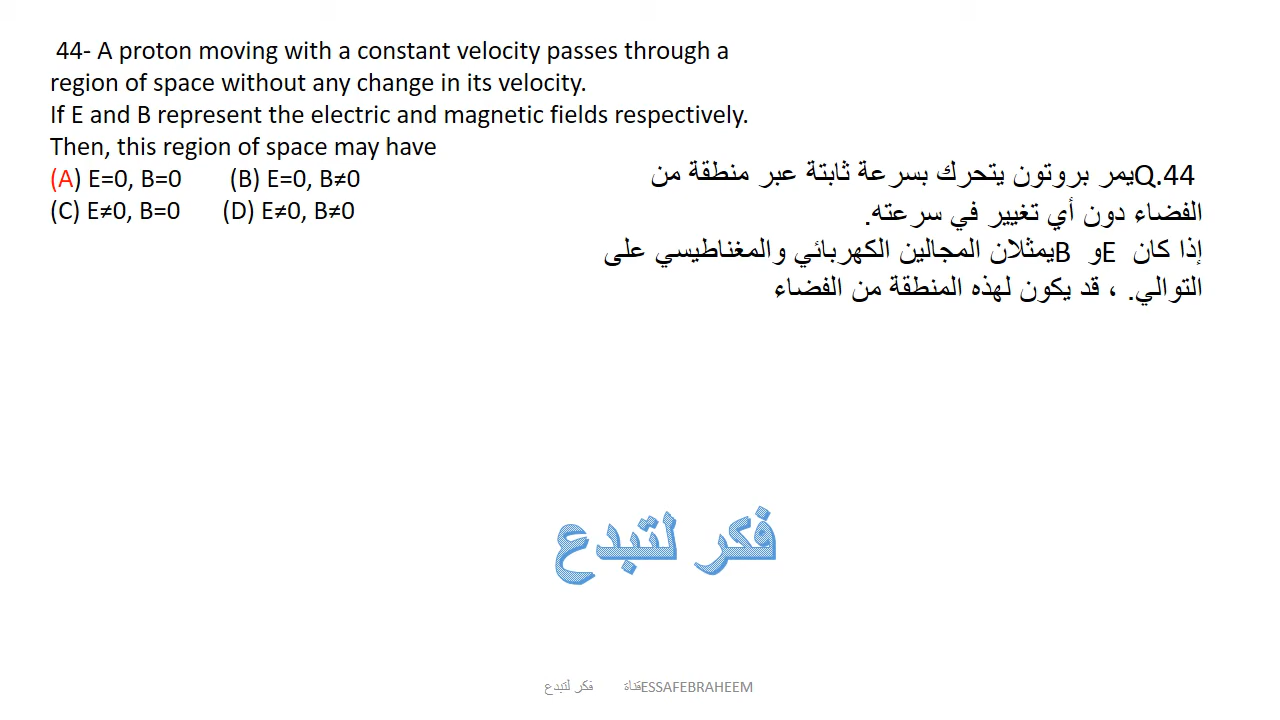 44- A proton moving with a constant velocity passes through a
region of space without any change in its velocity.
If E and B represent the electric and magnetic fields respectively.
Then, this region of space may have
(A) E=0, B=0 (B) E=0, B≠0
(C) E≠0, B=0 (D) E≠0, B≠0
Q.44يمر بروتون يتحرك بسرعة ثابتة عبر منطقة من
الفضاء دون أي تغيير في سرعته.
إذا كان E و Bيمثلان المجالين الكهربائي والمغناطيسي على
التوالي. ، قد يكون لهذه المنطقة من الفضاء
فكر لتبدع
قناة ESSAFEBRAHEEM فكر لتبدع